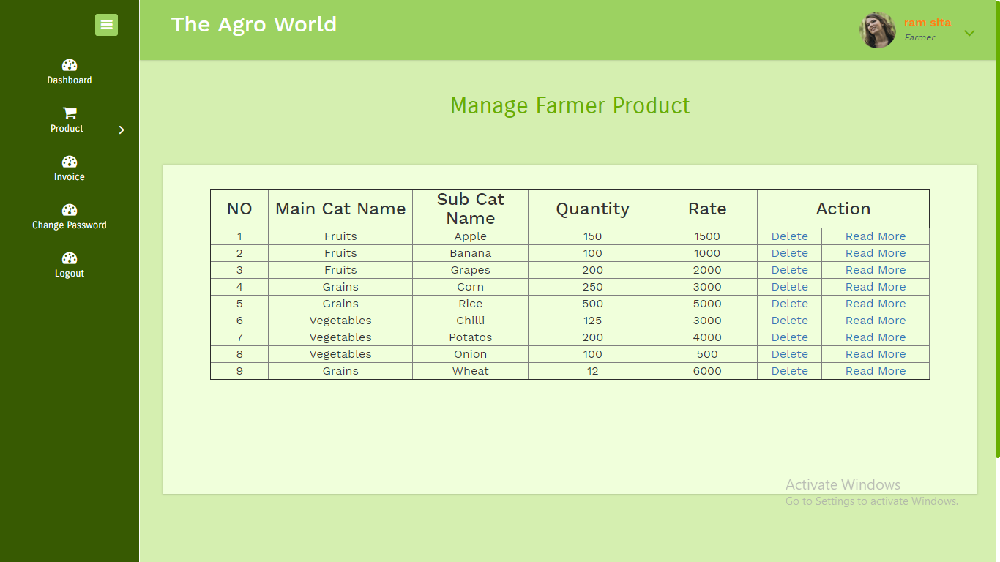 The Agro World
ram sita
Farmer
Dashboard
Product
Invoice
Change Password
Logout
Manage Farmer Product
NO Main Cat Name Sub Cat Name Quantity Rate Action
1 Fruits Apple 150 1500 Delete Read More
2 Fruits Banana 100 1000 Delete Read More
3 Fruits Grapes 200 2000 Delete Read More
4 Grains Corn 250 3000 Delete Read More
5 Grains Rice 500 5000 Delete Read More
6 Vegetables Chilli 125 3000 Delete Read More
7 Vegetables Potatos 200 4000 Delete Read More
8 Vegetables Onion 100 500 Delete Read More
9 Grains Wheat 12 6000 Delete Read More
Activate Windows
Go to Settings to activate Windows.